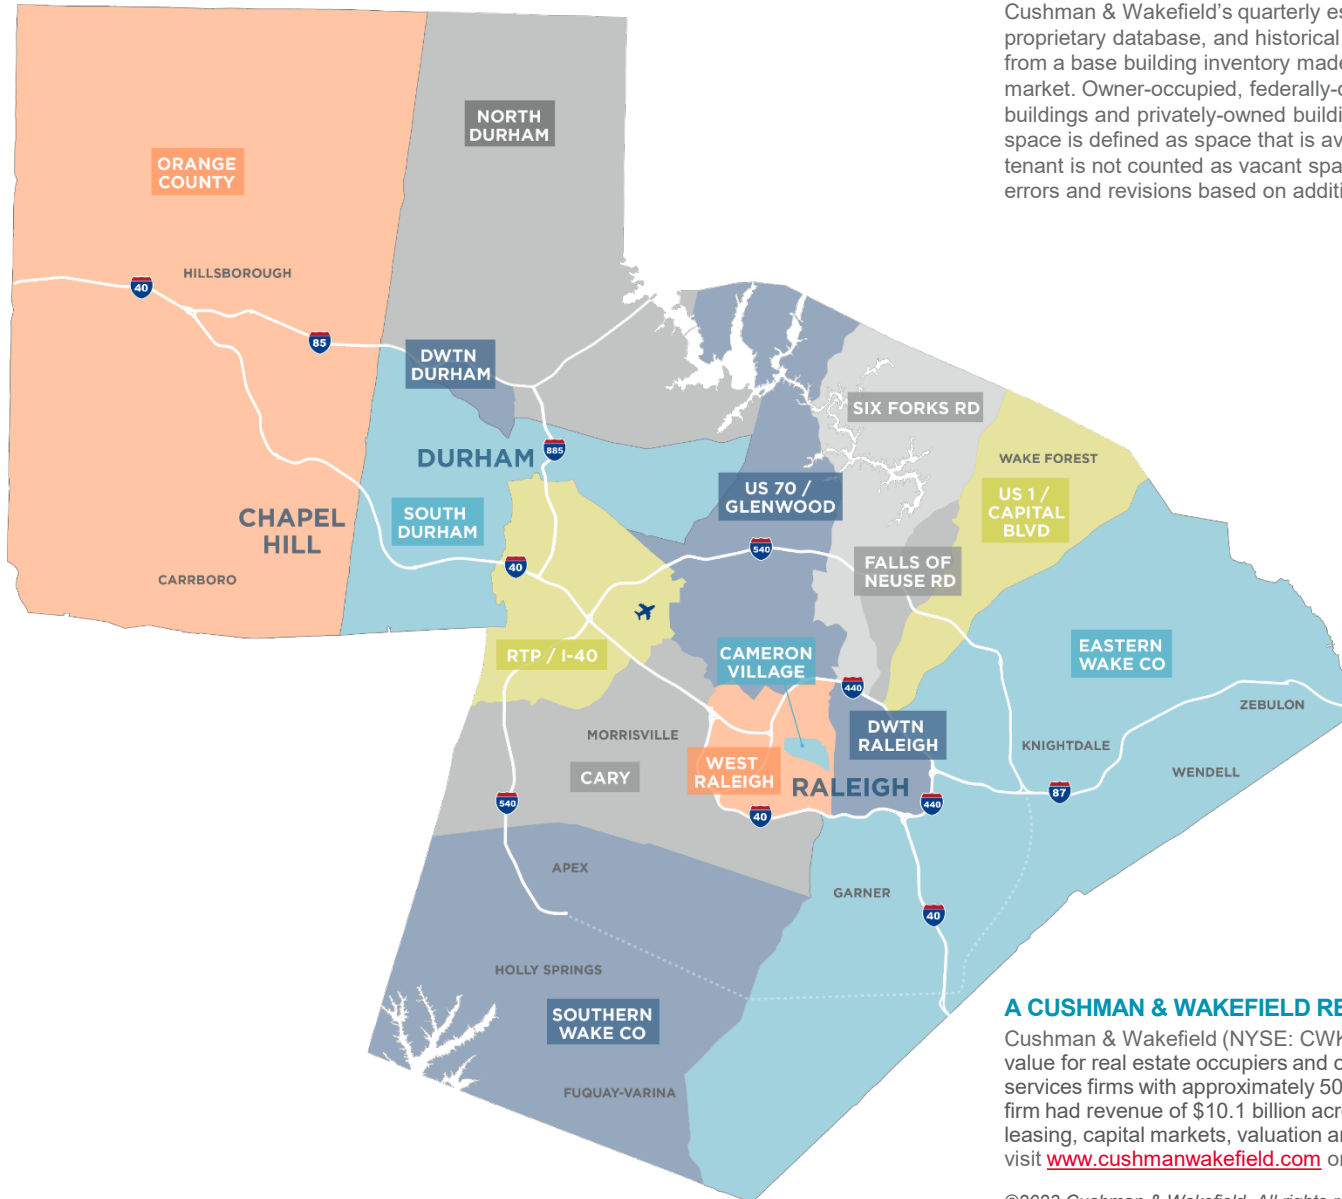 Cushman & Wakefield's quarterly es
proprietary database, and historical
from a base building inventory made
market. Owner-occupied, federally-o
buildings and privately-owned buildin
space is defined as space that is av
tenant is not counted as vacant spa
errors and revisions based on additi
NORTH
DURHAM
ORANGE
COUNTY
HILLSBOROUGH
40
85
DWTN
DURHAM
SIX FORKS RD
DURHAM
885
WAKE FOREST
US 70 /
GLENWOOD
US 1 /
CAPITAL
BLVD
SOUTH
DURHAM
CHAPEL
HILL
540
40
FALLS OF
NEUSE RD
CARRBORO
RTP / I-40
CAMERON
VILLAGE
EASTERN
WAKE CO
440
ZEBULON
MORRISVILLE
DWTN
RALEIGH
KNIGHTDALE
CARY
WEST
RALEIGH
WENDELL
RALEIGH
540
87
440
40
APEX
GARNER
40
HOLLY SPRINGS
SOUTHERN
WAKE CO
FUQUAY-VARINA
A CUSHMAN & WAKEFIELD RE
Cushman & Wakefield (NYSE: CWK
value for real estate occupiers and o
services firms with approximately 50
firm had revenue of $10.1 billion acr
leasing, capital markets, valuation an
visit www.cushmanwakefield.com or